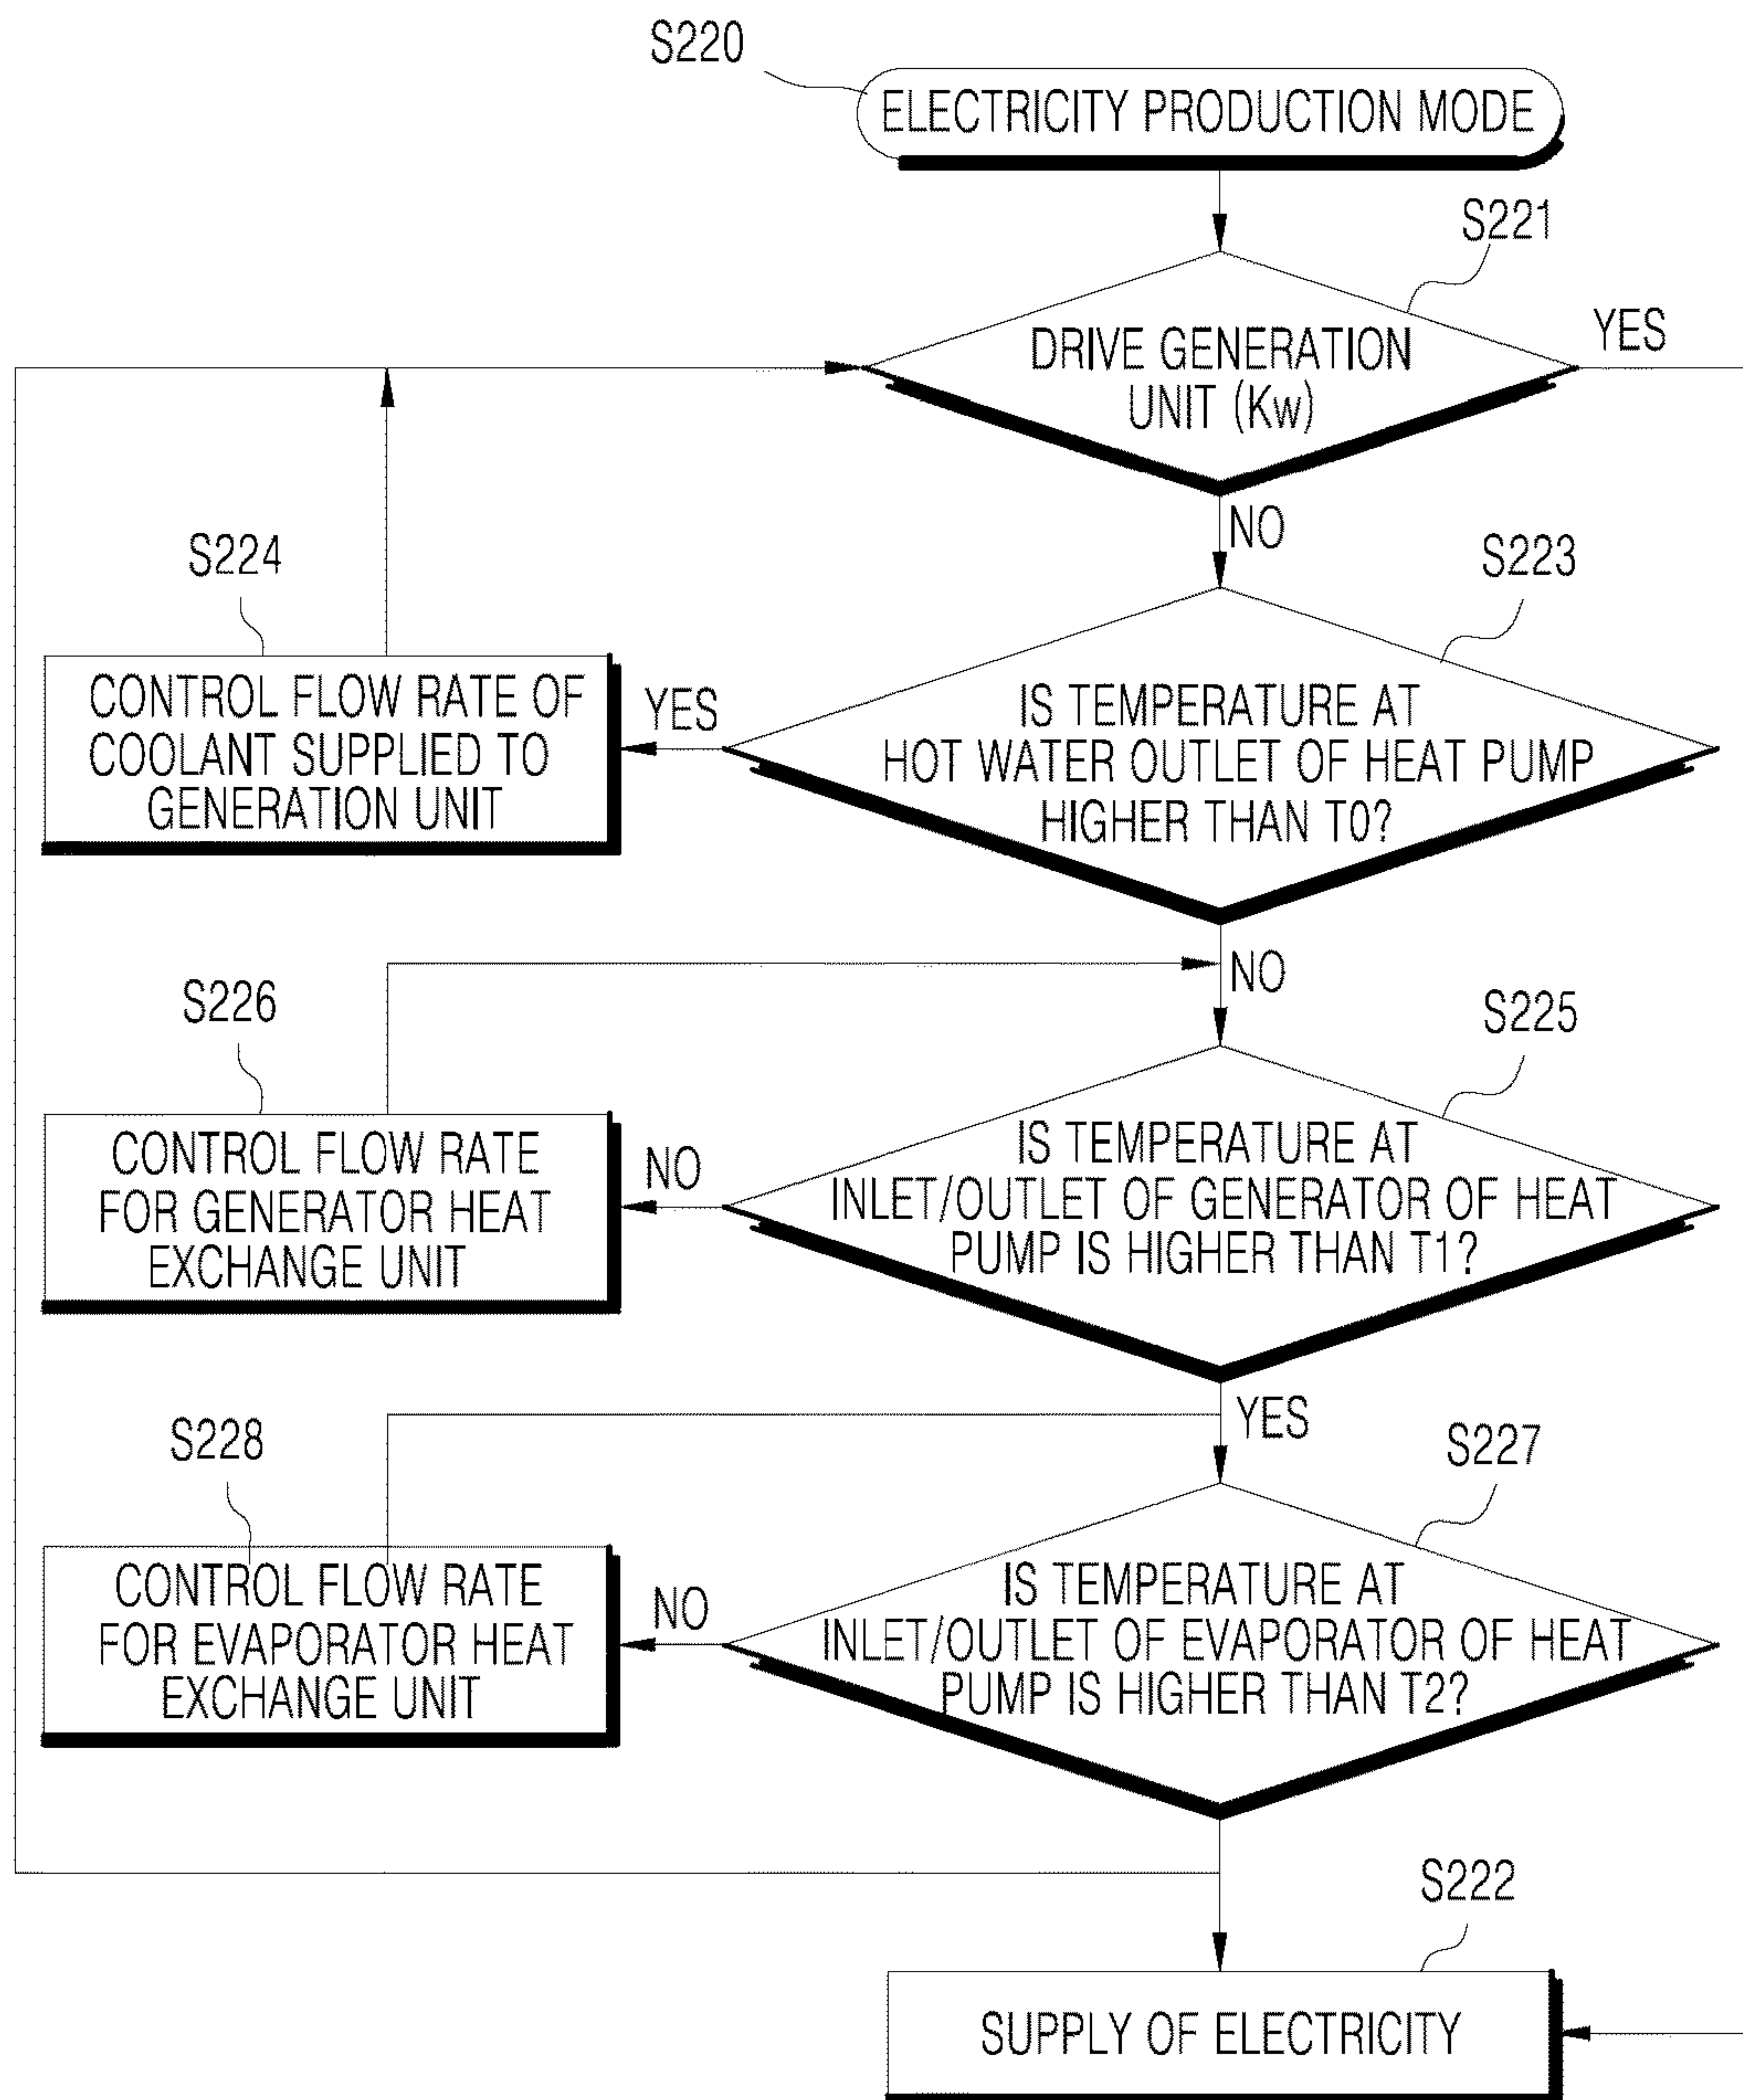 S220
ELECTRICITY PRODUCTION MODE
S221
DRIVE GENERATION
UNIT (Kw)
YES
NO
S223
IS TEMPERATURE AT
HOT WATER OUTLET OF HEAT PUMP
HIGHER THAN T0?
YES
S224
CONTROL FLOW RATE OF
COOLANT SUPPLIED TO
GENERATION UNIT
NO
S225
IS TEMPERATURE AT
INLET/OUTLET OF GENERATOR OF HEAT
PUMP IS HIGHER THAN T1?
NO
S226
CONTROL FLOW RATE
FOR GENERATOR HEAT
EXCHANGE UNIT
YES
S227
IS TEMPERATURE AT
INLET/OUTLET OF EVAPORATOR OF HEAT
PUMP IS HIGHER THAN T2?
NO
S228
CONTROL FLOW RATE
FOR EVAPORATOR HEAT
EXCHANGE UNIT
S222
SUPPLY OF ELECTRICITY